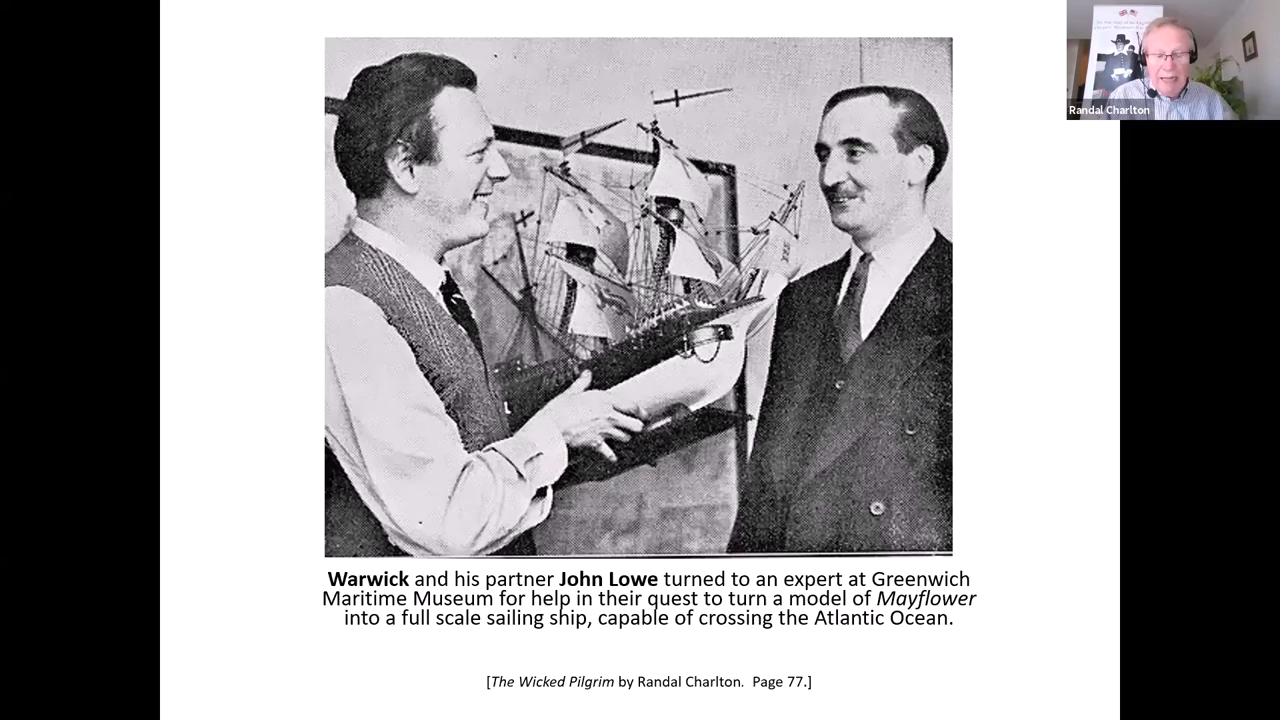 Randal Charlton
Warwick and his partner John Lowe turned to an expert at Greenwich
Maritime Museum for help in their quest to turn a model of Mayflower
into a full scale sailing ship, capable of crossing the Atlantic Ocean.
[The Wicked Pilgrim by Randal Charlton. Page 77.]